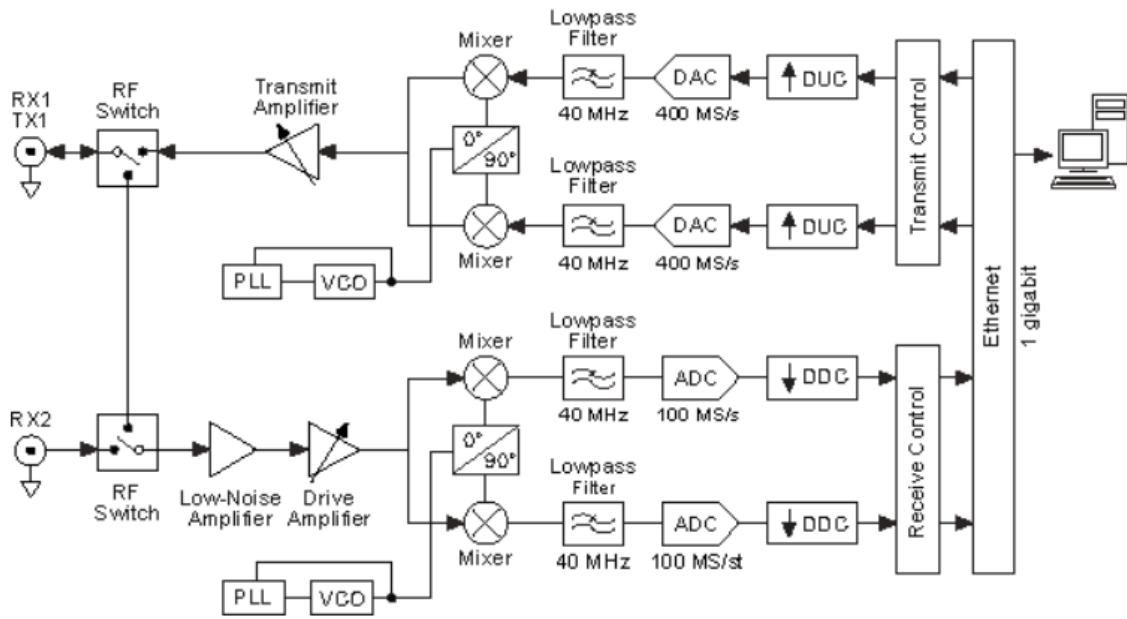 Lowpass
Filter
Mixer
40 MHz
DAC
400 MS/s
DUC
Transmit
Amplifier
RF
Switch
RX1
TX1
0°
90°
Lowpass
Filter
Mixer
40 MHz
DAC
400 MS/s
DUC
Transmit Control
PLL
VCO
Ethernet
1 gigabit
Lowpass
Filter
Mixer
40 MHz
ADC
100 MS/s
DDC
RX2
RF
Switch
Low-Noise
Amplifier
Drive
Amplifier
0°
90°
Lowpass
Filter
Mixer
40 MHz
ADC
100 MS/st
DDC
Receive Control
PLL
VCO